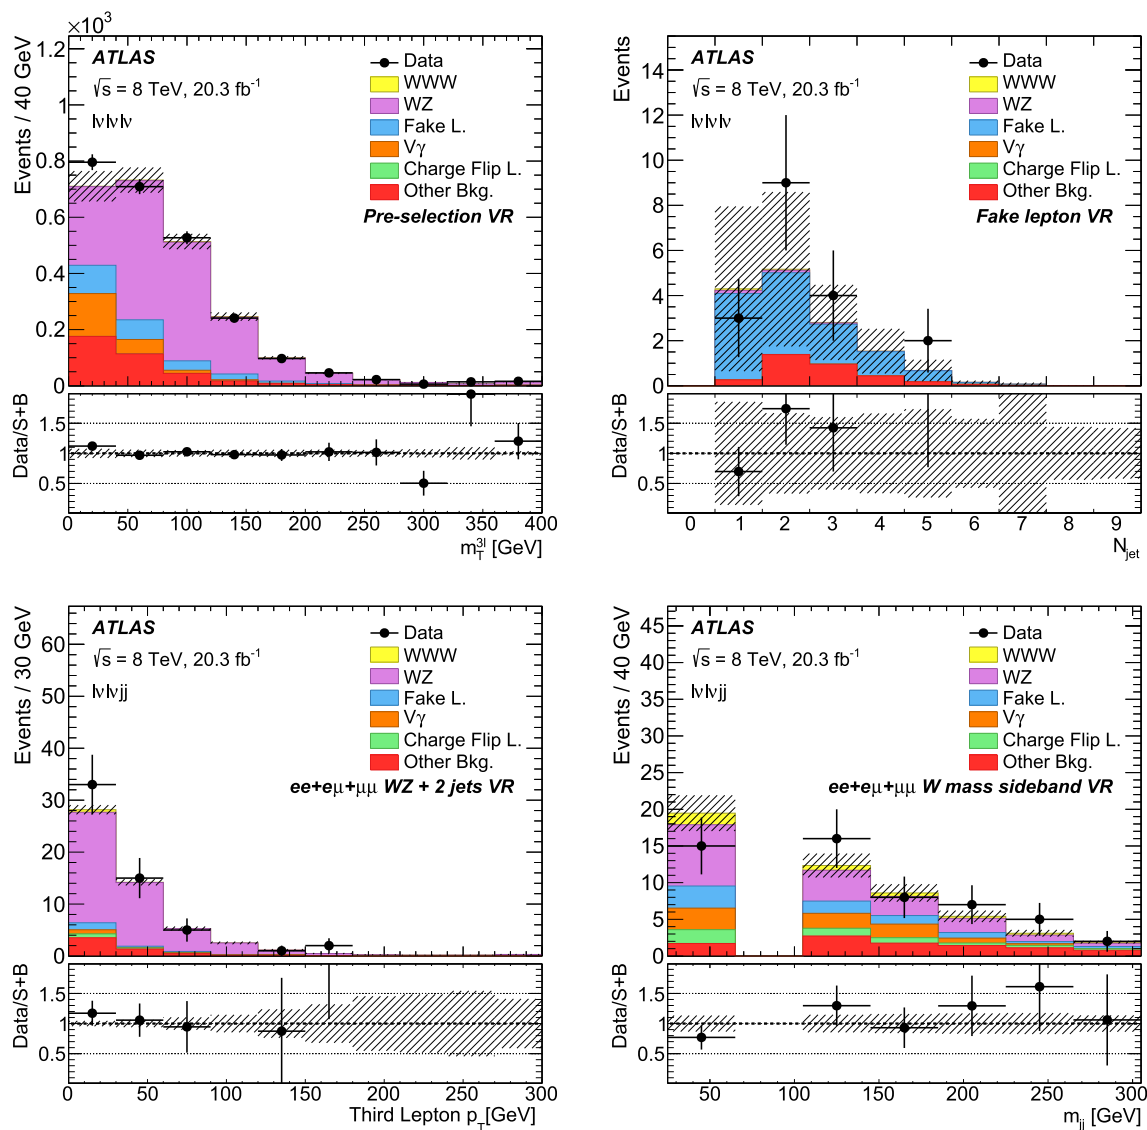 ×10³
Events / 40 GeV
1.2
1
0.8
0.6
0.4
0.2
0
ATLAS
√s = 8 TeV, 20.3 fb⁻¹
lνlνlν
Data
WWW
WZ
Fake L.
Vγ
Charge Flip L.
Other Bkg.
Pre-selection VR
Data/S+B
1.5
1
0.5
0 50 100 150 200 250 300 350 400
m_T^{3l} [GeV]
Events
14
12
10
8
6
4
2
0
ATLAS
√s = 8 TeV, 20.3 fb⁻¹
lνlνlν
Data
WWW
WZ
Fake L.
Vγ
Charge Flip L.
Other Bkg.
Fake lepton VR
Data/S+B
1.5
1
0.5
0 1 2 3 4 5 6 7 8 9
N_jet
Events / 30 GeV
60
50
40
30
20
10
0
ATLAS
√s = 8 TeV, 20.3 fb⁻¹
lνlνjj
Data
WWW
WZ
Fake L.
Vγ
Charge Flip L.
Other Bkg.
ee+eμ+μμ WZ + 2 jets VR
Data/S+B
1.5
1
0.5
0 50 100 150 200 250 300
Third Lepton p_T[GeV]
Events / 40 GeV
45
40
35
30
25
20
15
10
5
0
ATLAS
√s = 8 TeV, 20.3 fb⁻¹
lνlνjj
Data
WWW
WZ
Fake L.
Vγ
Charge Flip L.
Other Bkg.
ee+eμ+μμ W mass sideband VR
Data/S+B
1.5
1
0.5
50 100 150 200 250 300
m_jj [GeV]